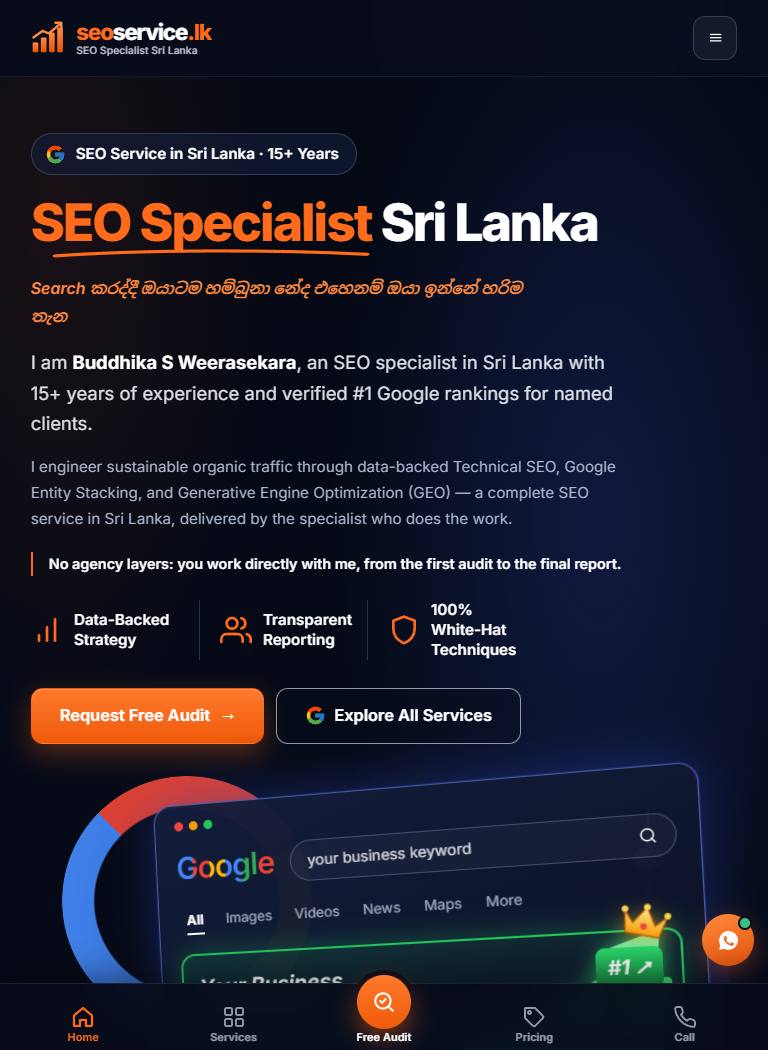 seoservice.lk
SEO Specialist Sri Lanka
SEO Service in Sri Lanka · 15+ Years
SEO Specialist Sri Lanka
Search කරද්දී ඔයාටම හම්බුනා නේද එහෙනම් ඔයා ඉන්නේ හරිම
තැන
I am Buddhika S Weerasekara, an SEO specialist in Sri Lanka with
15+ years of experience and verified #1 Google rankings for named
clients.
I engineer sustainable organic traffic through data-backed Technical SEO, Google
Entity Stacking, and Generative Engine Optimization (GEO) — a complete SEO
service in Sri Lanka, delivered by the specialist who does the work.
No agency layers: you work directly with me, from the first audit to the final report.
Data-Backed
Strategy
Transparent
Reporting
100%
White-Hat
Techniques
Request Free Audit →
Explore All Services
Google
your business keyword
All Images Videos News Maps More
Your Business
#1 ↗
Home
Services
Free Audit
Pricing
Call